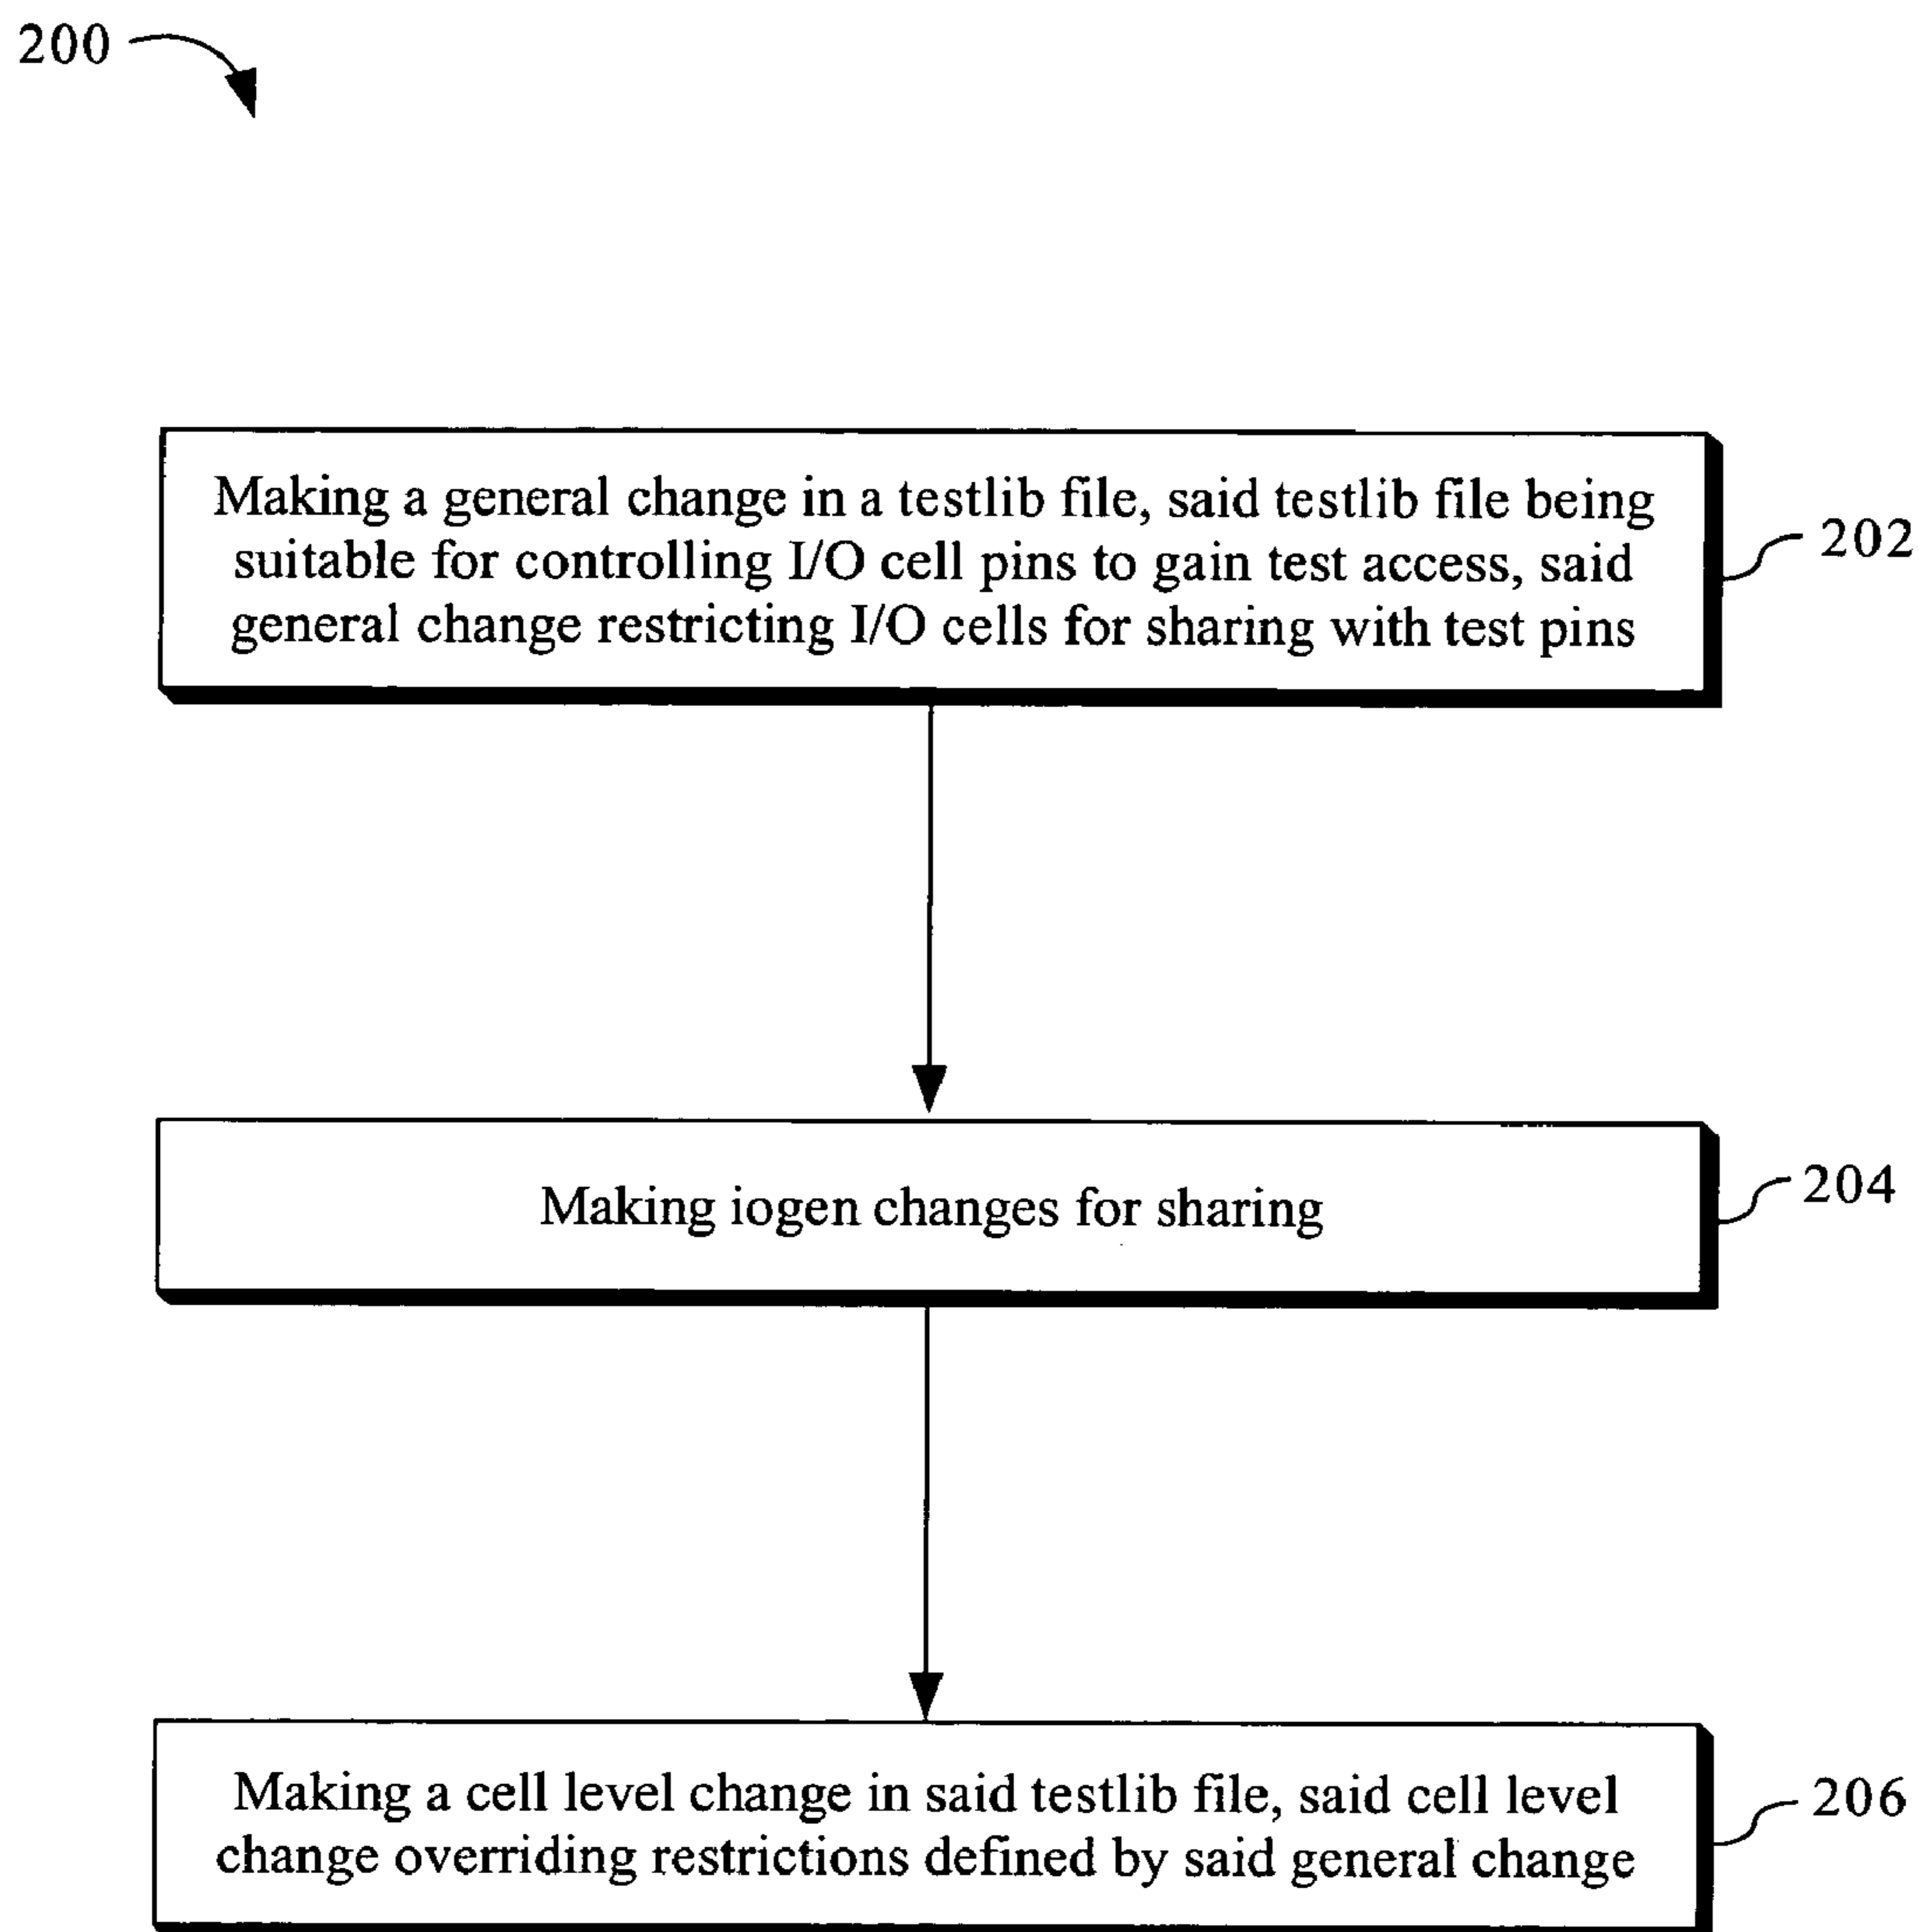 200
Making a general change in a testlib file, said testlib file being
suitable for controlling I/O cell pins to gain test access, said
general change restricting I/O cells for sharing with test pins
202
Making iogen changes for sharing
204
Making a cell level change in said testlib file, said cell level
change overriding restrictions defined by said general change
206